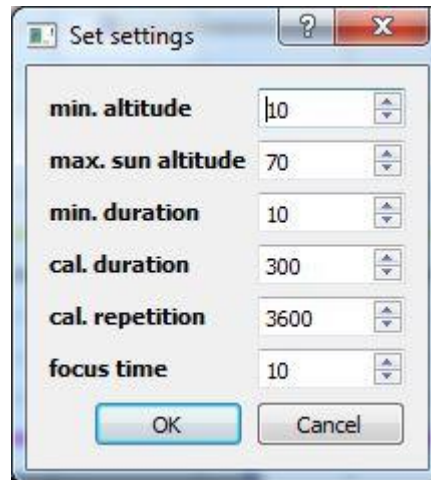 Set settings
min. altitude 10
max. sun altitude 70
min. duration 10
cal. duration 300
cal. repetition 3600
focus time 10
OK Cancel